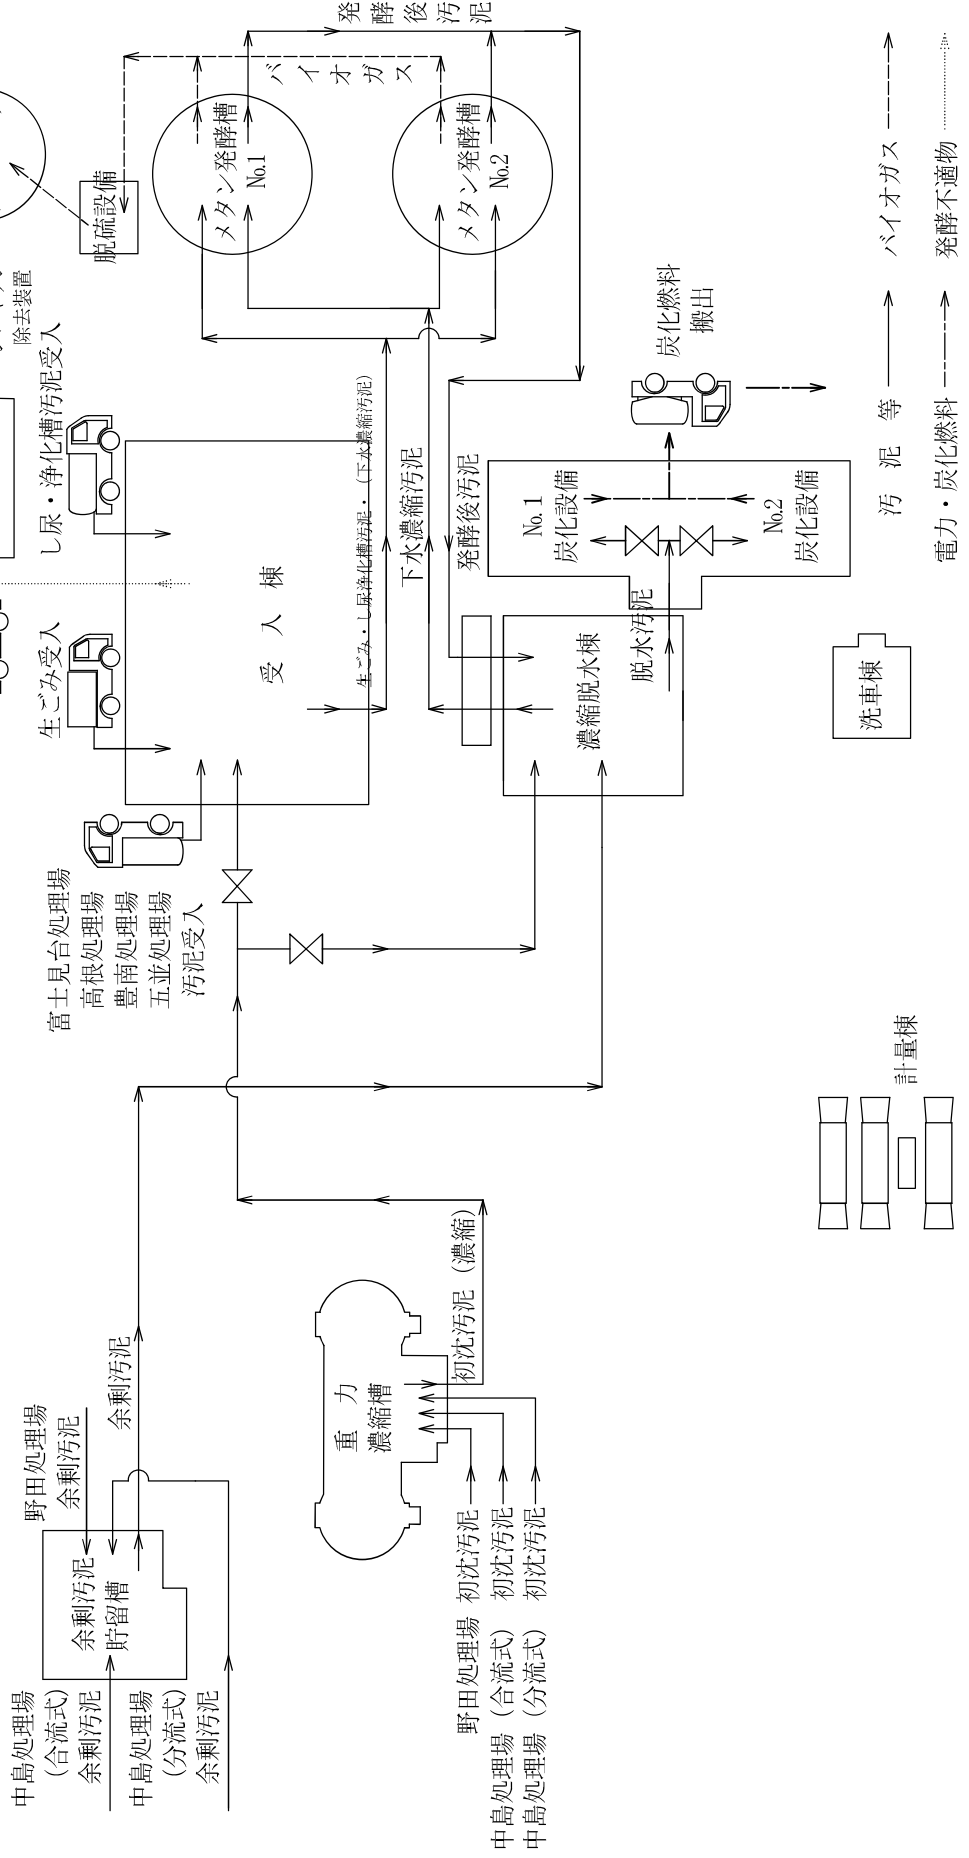 中島処理場
(合流式)
余剰汚泥
中島処理場
(分流式)
余剰汚泥
余剰汚泥
貯留槽
野田処理場
余剰汚泥
余剰汚泥
野田処理場 初沈汚泥
中島処理場 (合流式) 初沈汚泥
中島処理場 (分流式) 初沈汚泥
重力
濃縮槽
初沈汚泥 (濃縮)
富士見台処理場
高根処理場
豊南処理場
五並処理場
汚泥受入
生ごみ受入
し尿・浄化槽汚泥受入
除去装置
受入棟
生ごみ・し尿浄化槽汚泥・(下水濃縮汚泥)
下水濃縮汚泥
発酵後汚泥
濃縮脱水棟
脱水汚泥
No. 1
炭化設備
No.2
炭化設備
炭化燃料
搬出
脱硫設備
メタン発酵槽
No.1
メタン発酵槽
No.2
バイオガス
発酵後汚泥
計量棟
洗車棟
汚泥等
バイオガス
電力・炭化燃料
発酵不適物